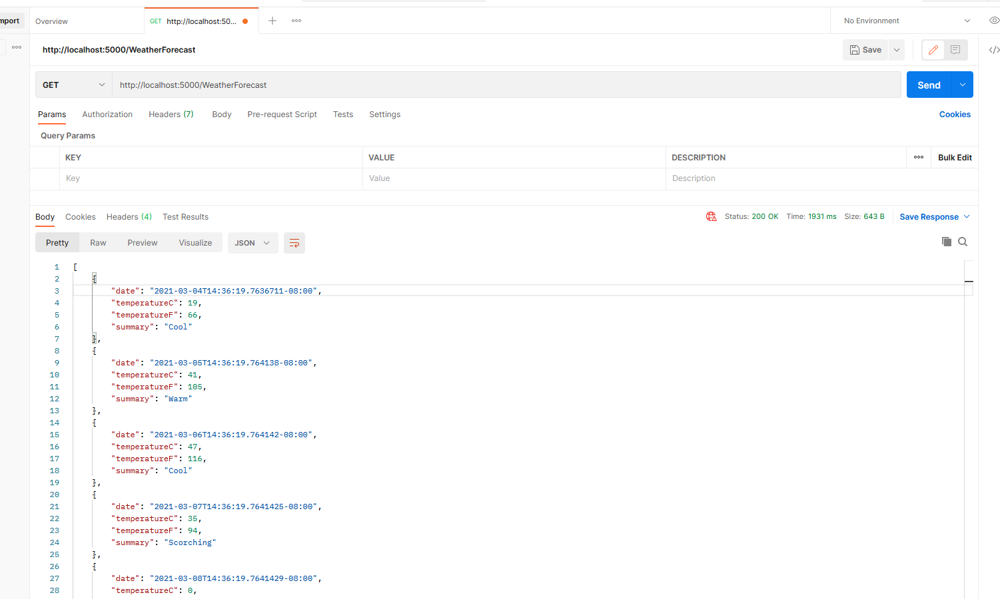 mport
Overview
GET http://localhost:50...
No Environment
http://localhost:5000/WeatherForecast
Save
GET http://localhost:5000/WeatherForecast
Send
Params Authorization Headers (7) Body Pre-request Script Tests Settings Cookies
Query Params
KEY VALUE DESCRIPTION Bulk Edit
Key Value Description
Body Cookies Headers (4) Test Results Status: 200 OK Time: 1931 ms Size: 643 B Save Response
Pretty Raw Preview Visualize JSON
1 [
2 {
3 "date": "2021-03-04T14:36:19.7636711-08:00",
4 "temperatureC": 19,
5 "temperatureF": 66,
6 "summary": "Cool"
7 },
8 {
9 "date": "2021-03-05T14:36:19.764138-08:00",
10 "temperatureC": 41,
11 "temperatureF": 105,
12 "summary": "Warm"
13 },
14 {
15 "date": "2021-03-06T14:36:19.764142-08:00",
16 "temperatureC": 47,
17 "temperatureF": 116,
18 "summary": "Cool"
19 },
20 {
21 "date": "2021-03-07T14:36:19.7641425-08:00",
22 "temperatureC": 35,
23 "temperatureF": 94,
24 "summary": "Scorching"
25 },
26 {
27 "date": "2021-03-08T14:36:19.7641429-08:00",
28 "temperatureC": 0,